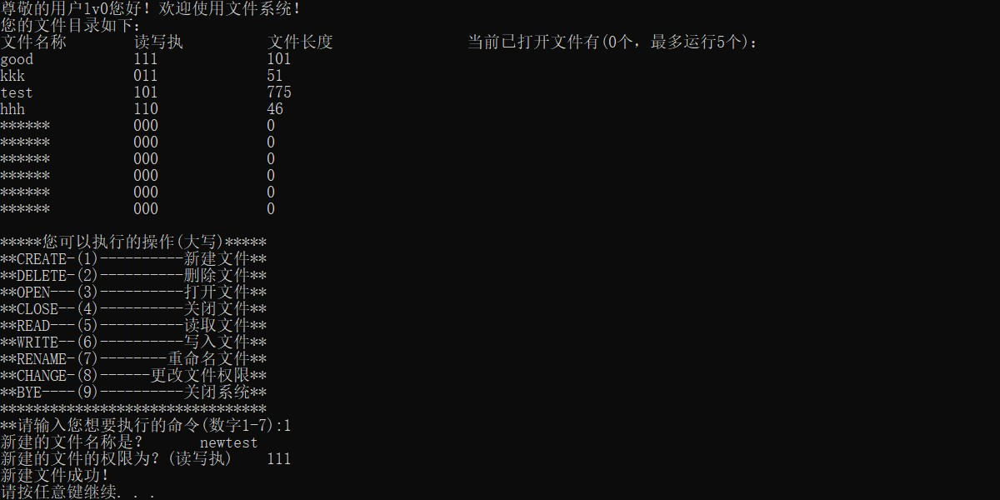 尊敬的用户lv0您好! 欢迎使用文件系统!
您的文件目录如下:
文件名称 读写执 文件长度 当前已打开文件有(0个, 最多运行5个):
good 111 101
kkk 011 51
test 101 775
hhh 110 46
****** 000 0
****** 000 0
****** 000 0
****** 000 0
****** 000 0
****** 000 0
*****您可以执行的操作(大写)*****
**CREATE-(1)----------新建文件**
**DELETE-(2)----------删除文件**
**OPEN---(3)----------打开文件**
**CLOSE--(4)----------关闭文件**
**READ---(5)----------读取文件**
**WRITE--(6)----------写入文件**
**RENAME-(7)--------重命名文件**
**CHANGE-(8)------更改文件权限**
**BYE----(9)----------关闭系统**
********************************
**请输入您想要执行的命令(数字1-7):1
新建的文件名称是? newtest
新建的文件的权限为? (读写执) 111
新建文件成功!
请按任意键继续. . .